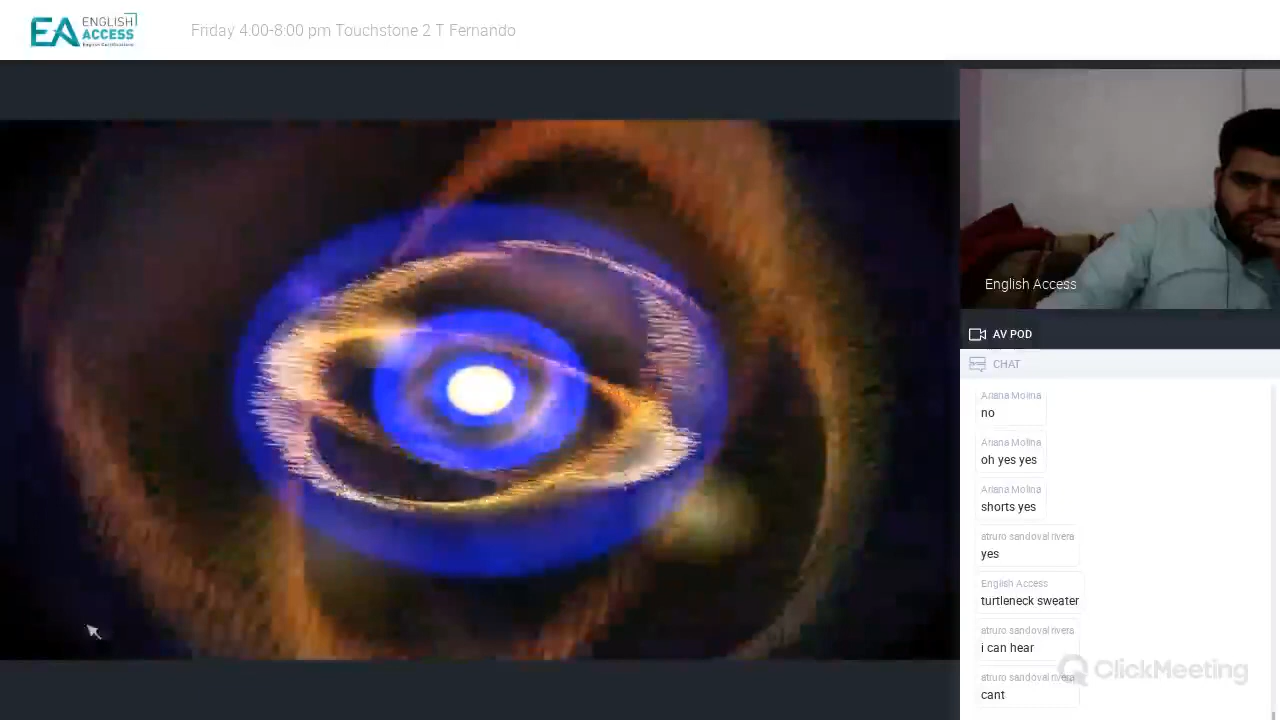 EA ENGLISH ACCESS
English Certifications
Friday 4:00-8:00 pm Touchstone 2 T Fernando
English Access
AV POD
CHAT
Ariana Molina
no
Ariana Molina
oh yes yes
Ariana Molina
shorts yes
atruro sandoval rivera
yes
English Access
turtleneck sweater
atruro sandoval rivera
i can hear
atruro sandoval rivera
cant
ClickMeeting